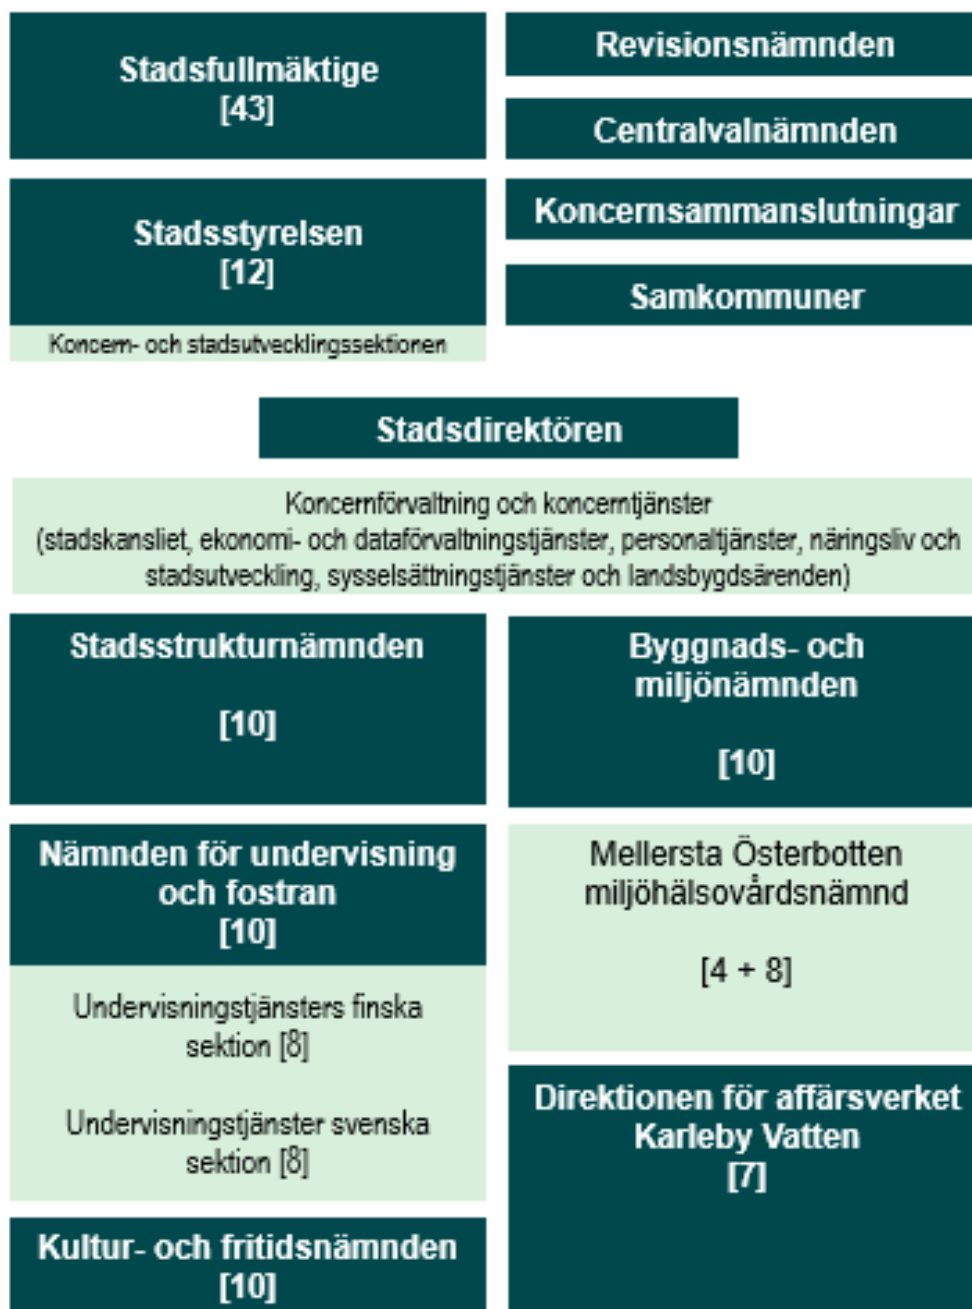 Stadsfullmäktige
[43]
Revisionsnämnden
Centralvalnämnden
Stadsstyrelsen
[12]
Koncern- och stadsutvecklingssektionen
Koncernsammanslutningar
Samkommuner
Stadsdirektören
Koncernförvaltning och koncerntjänster
(stadskansliet, ekonomi- och dataförvaltningstjänster, personaltjänster, näringsliv och
stadsutveckling, sysselsättningstjänster och landsbygdsärenden)
Stadsstrukturnämnden
[10]
Byggnads- och
miljönämnden
[10]
Nämnden för undervisning
och fostran
[10]
Undervisningstjänsters finska
sektion [8]
Undervisningstjänster svenska
sektion [8]
Mellersta Österbotten
miljöhälsovårdsnämnd
[4 + 8]
Direktionen för affärsverket
Karleby Vatten
[7]
Kultur- och fritidsnämnden
[10]